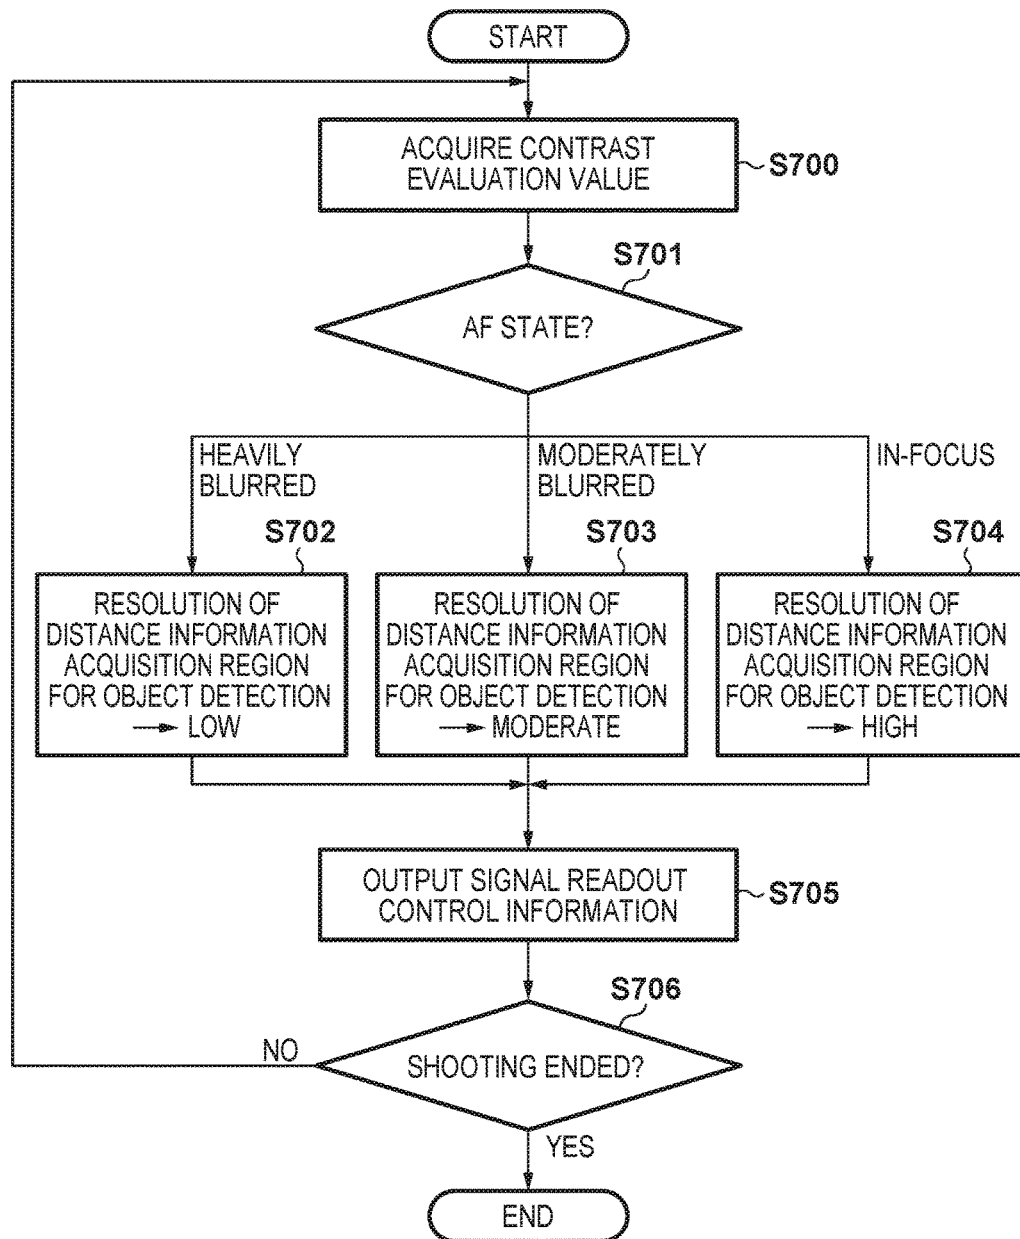 START
ACQUIRE CONTRAST
EVALUATION VALUE
S700
S701
AF STATE?
HEAVILY
BLURRED
MODERATELY
BLURRED
IN-FOCUS
S702
RESOLUTION OF
DISTANCE INFORMATION
ACQUISITION REGION
FOR OBJECT DETECTION
→ LOW
S703
RESOLUTION OF
DISTANCE INFORMATION
ACQUISITION REGION
FOR OBJECT DETECTION
→ MODERATE
S704
RESOLUTION OF
DISTANCE INFORMATION
ACQUISITION REGION
FOR OBJECT DETECTION
→ HIGH
OUTPUT SIGNAL READOUT
CONTROL INFORMATION
S705
S706
SHOOTING ENDED?
NO
YES
END